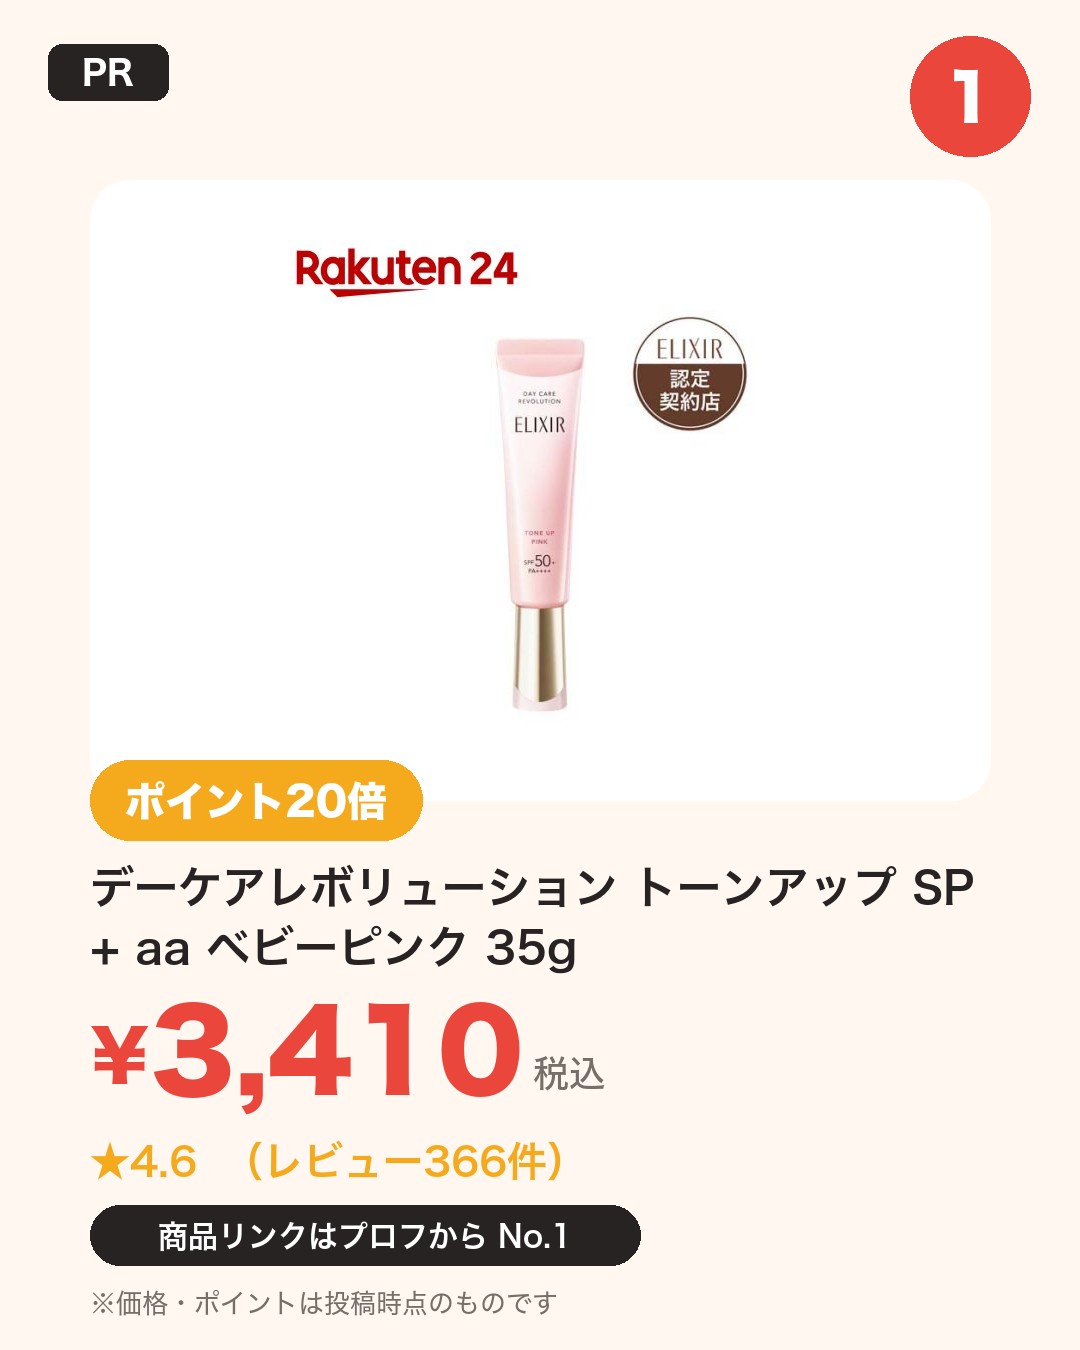 PR
1
Rakuten 24
ELIXIR
認定
契約店
DAY CARE
REVOLUTION
ELIXIR
TONE UP
PINK
SPF50+
PA++++
ポイント20倍
デーケアレボリューション トーンアップ SP
+ aa ベビーピンク 35g
¥3,410 税込
★4.6 （レビュー366件）
商品リンクはプロフから No.1
※価格・ポイントは投稿時点のものです